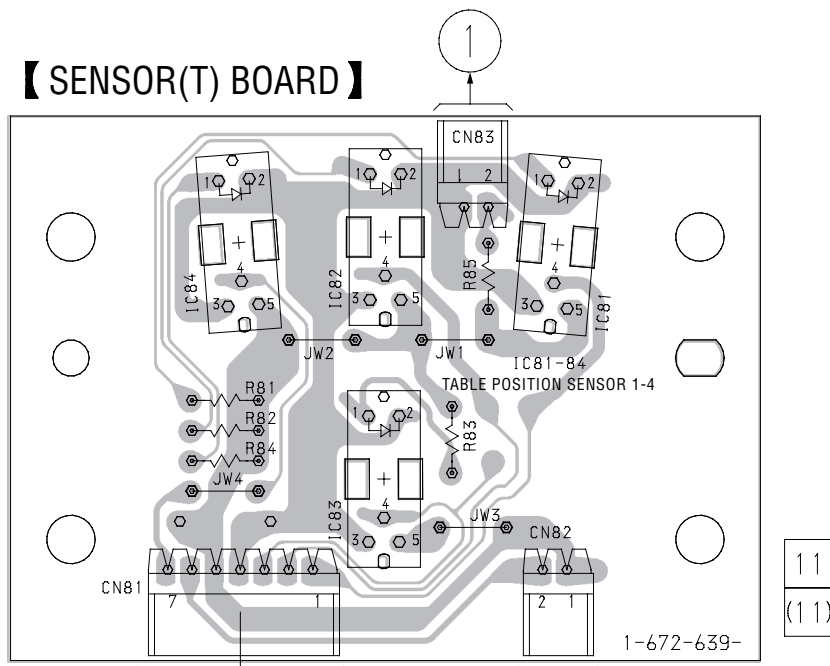 1
【 SENSOR(T) BOARD 】
CN83
1 2
1 2
1 2
1 2
4
4
4
R85
3 5
3 5
3 5
IC84
IC82
IC81
JW2
JW1
IC81-84
TABLE POSITION SENSOR 1-4
R81
R82
R84
JW4
1 2
R83
4
3 5
IC83
JW3
CN82
CN81
7 1
2 1
11
(11)
1-672-639-